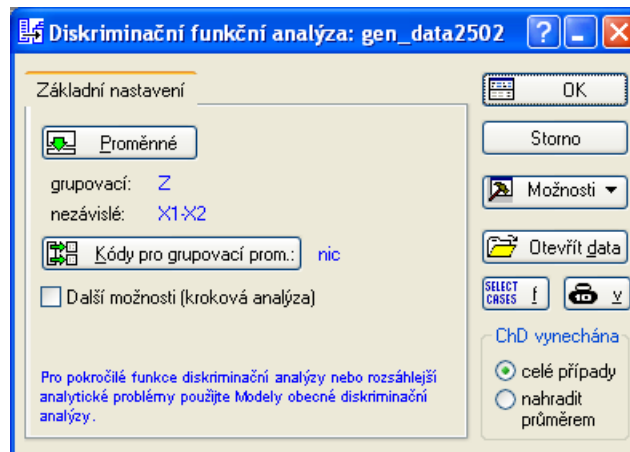 Diskriminační funkční analýza: gen_data2502
Základní nastavení
Proměnné
grupovací: Z
nezávislé: X1-X2
Kódy pro grupovací prom.: nic
Další možnosti (kroková analýza)
Pro pokročilé funkce diskriminační analýzy nebo rozsáhlejší
analytické problémy použijte Modely obecné diskriminační
analýzy.
OK
Storno
Možnosti
Otevřít data
SELECT
CASES f v
ChD vynechána
celé případy
nahradit
průměrem